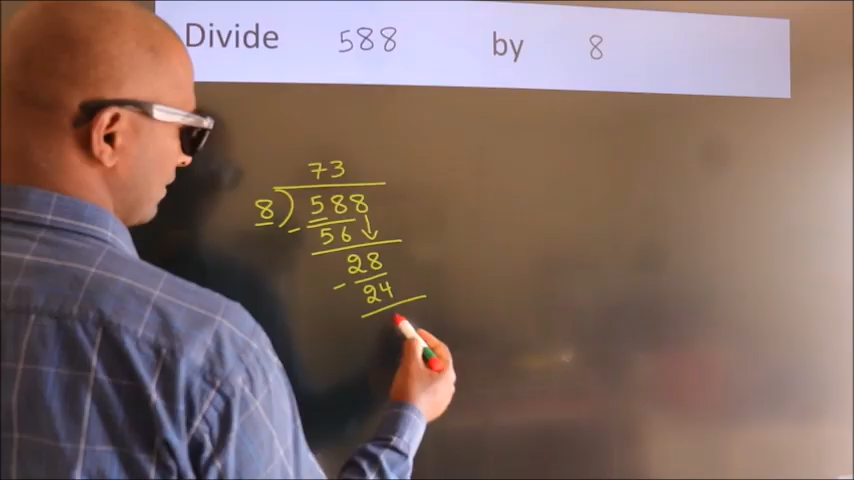 Divide 588 by 8
73
8 ) 588
- 56 ↓
28
- 24